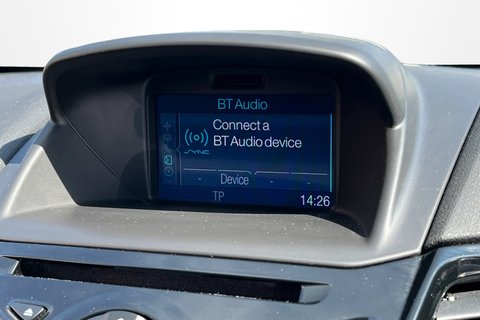 BT Audio
Connect a
BT Audio device
SYNC
Device
TP 14:26